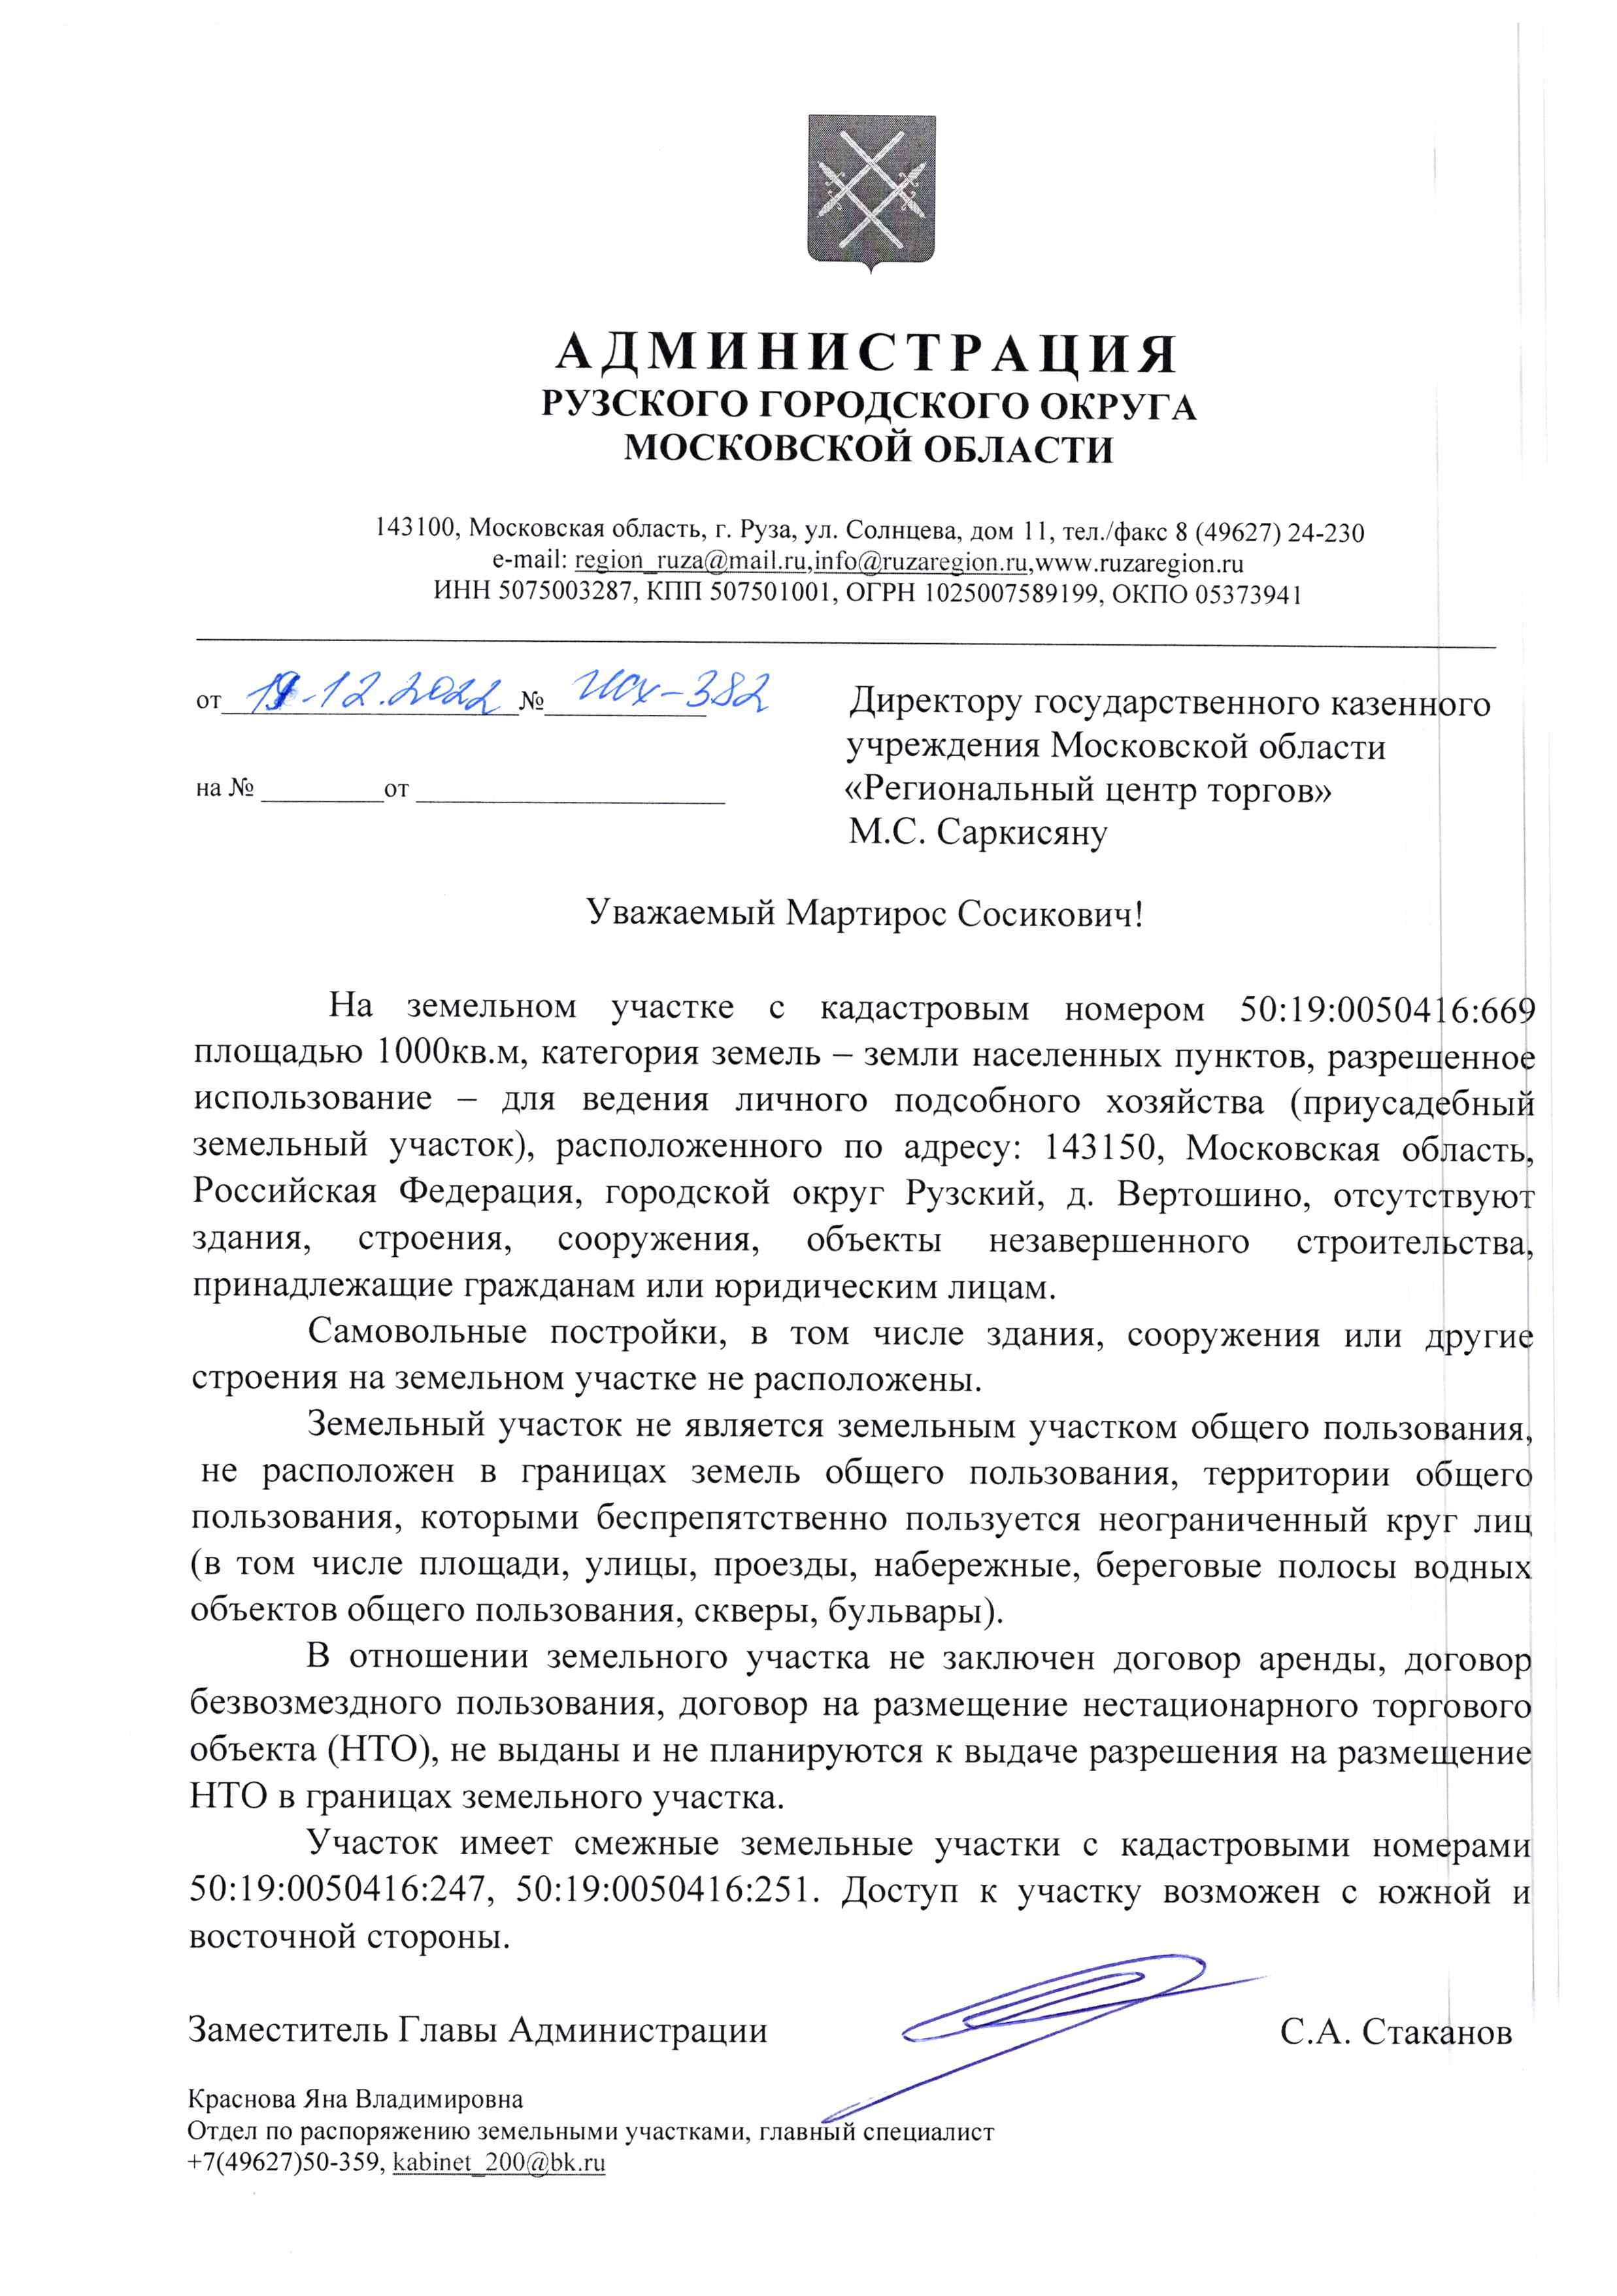 АДМИНИСТРАЦИЯ
РУЗСКОГО ГОРОДСКОГО ОКРУГА
МОСКОВСКОЙ ОБЛАСТИ
143100, Московская область, г. Руза, ул. Солнцева, дом 11, тел./факс 8 (49627) 24-230
e-mail: region_ruza@mail.ru,info@ruzaregion.ru,www.ruzaregion.ru
ИНН 5075003287, КПП 507501001, ОГРН 1025007589199, ОКПО 05373941
от 19.12.2022 № исх-382
на № _________от ______________________
Директору государственного казенного
учреждения Московской области
«Региональный центр торгов»
М.С. Саркисяну
Уважаемый Мартирос Сосикович!
На земельном участке с кадастровым номером 50:19:0050416:669
площадью 1000кв.м, категория земель – земли населенных пунктов, разрешенное
использование – для ведения личного подсобного хозяйства (приусадебный
земельный участок), расположенного по адресу: 143150, Московская область,
Российская Федерация, городской округ Рузский, д. Вертошино, отсутствуют
здания, строения, сооружения, объекты незавершенного строительства,
принадлежащие гражданам или юридическим лицам.
Самовольные постройки, в том числе здания, сооружения или другие
строения на земельном участке не расположены.
Земельный участок не является земельным участком общего пользования,
не расположен в границах земель общего пользования, территории общего
пользования, которыми беспрепятственно пользуется неограниченный круг лиц
(в том числе площади, улицы, проезды, набережные, береговые полосы водных
объектов общего пользования, скверы, бульвары).
В отношении земельного участка не заключен договор аренды, договор
безвозмездного пользования, договор на размещение нестационарного торгового
объекта (НТО), не выданы и не планируются к выдаче разрешения на размещение
НТО в границах земельного участка.
Участок имеет смежные земельные участки с кадастровыми номерами
50:19:0050416:247, 50:19:0050416:251. Доступ к участку возможен с южной и
восточной стороны.
Заместитель Главы Администрации
С.А. Стаканов
Краснова Яна Владимировна
Отдел по распоряжению земельными участками, главный специалист
+7(49627)50-359, kabinet_200@bk.ru